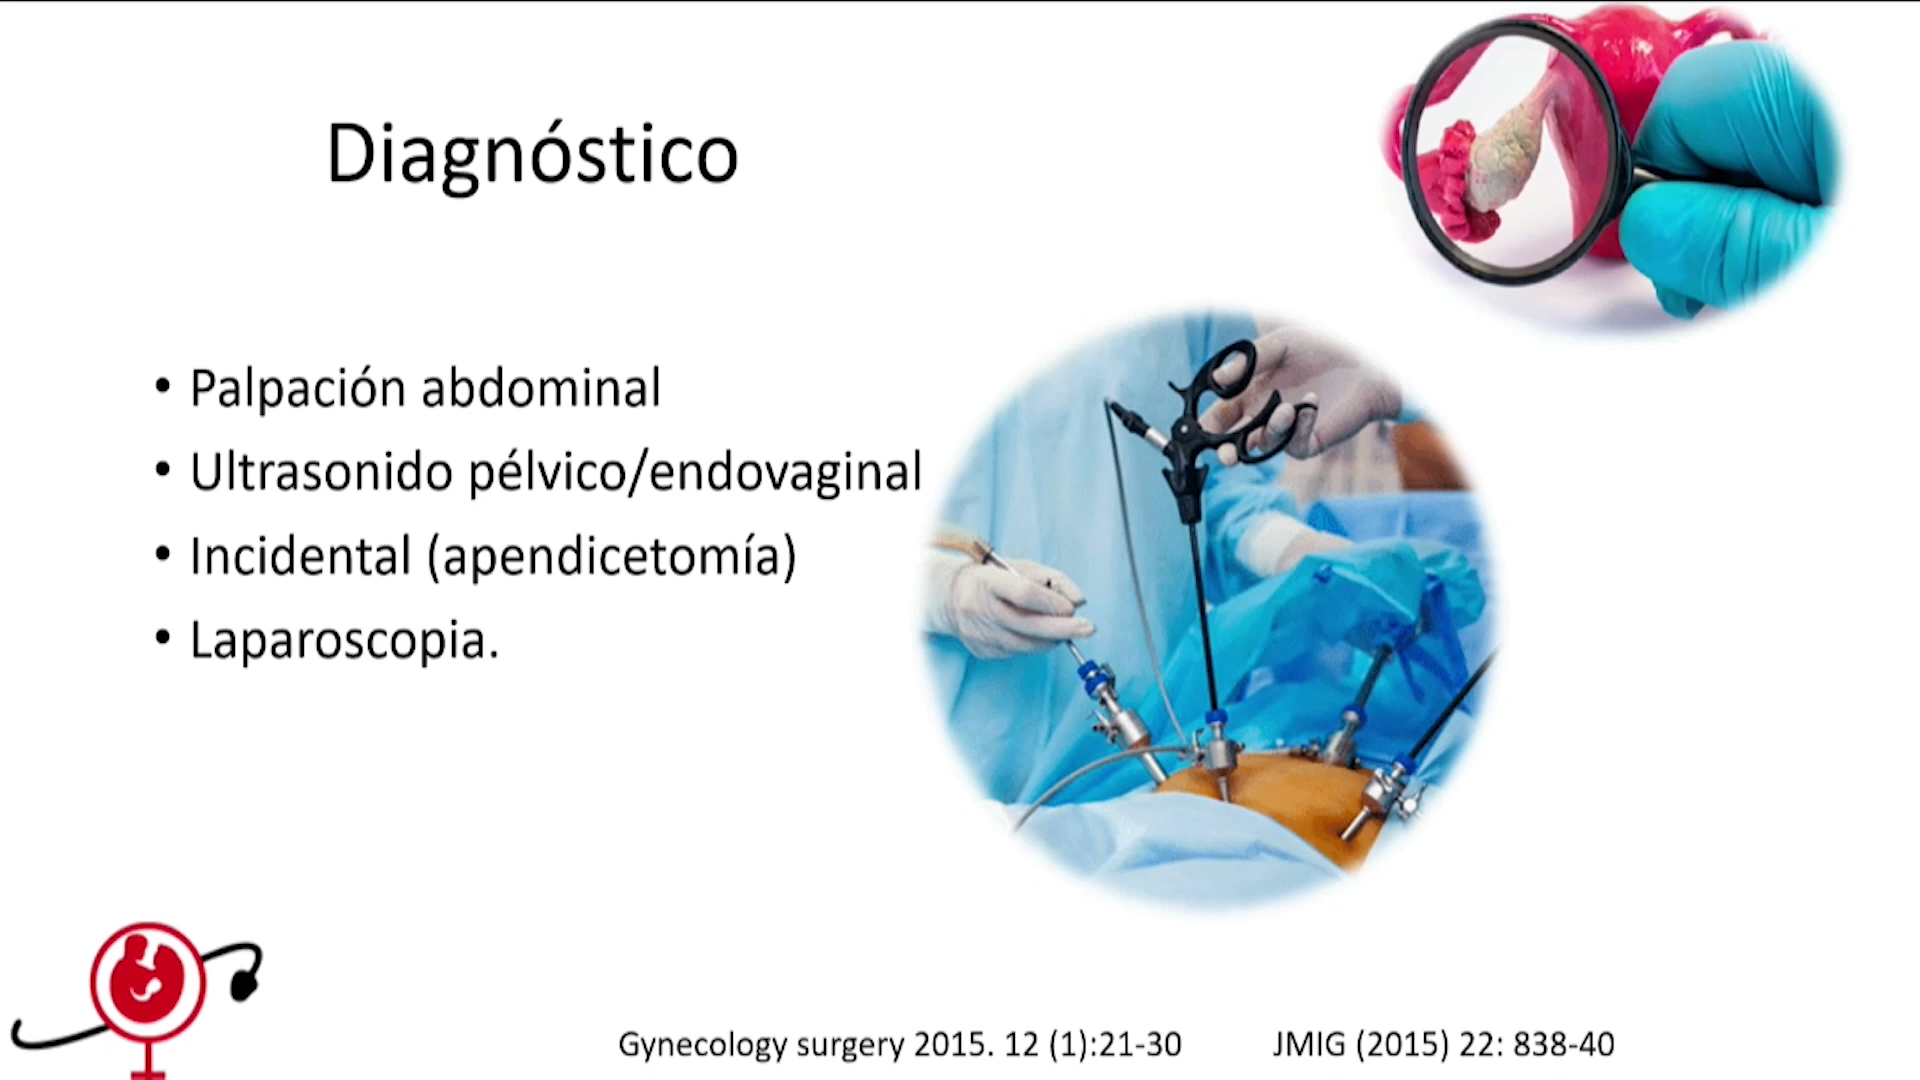 Diagnóstico
• Palpación abdominal
• Ultrasonido pélvico/endovaginal
• Incidental (apendicetomía)
• Laparoscopia.
Gynecology surgery 2015. 12 (1):21-30 JMIG (2015) 22: 838-40